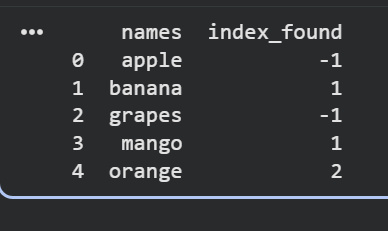 names index_found
0 apple -1
1 banana 1
2 grapes -1
3 mango 1
4 orange 2